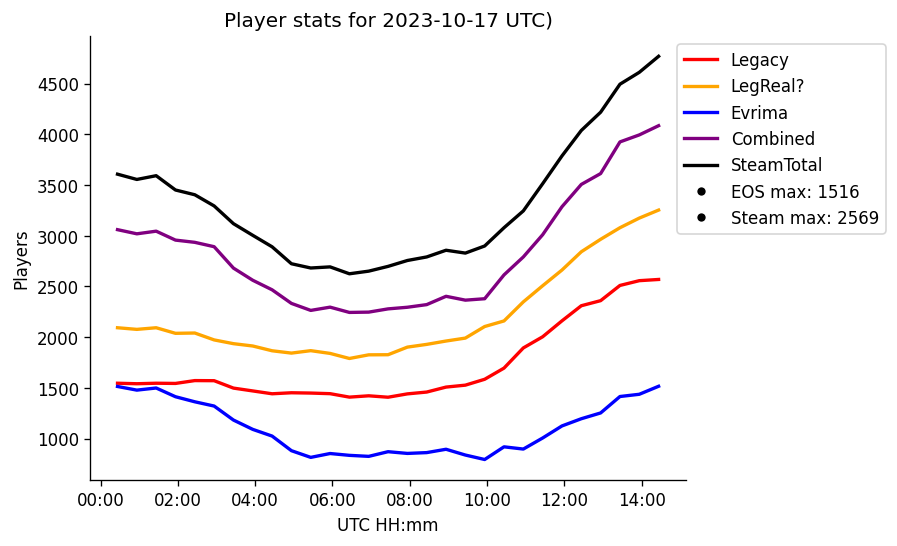 Player stats for 2023-10-17 UTC)
Players
4500
4000
3500
3000
2500
2000
1500
1000
00:00 02:00 04:00 06:00 08:00 10:00 12:00 14:00
UTC HH:mm
Legacy
LegReal?
Evrima
Combined
SteamTotal
EOS max: 1516
Steam max: 2569